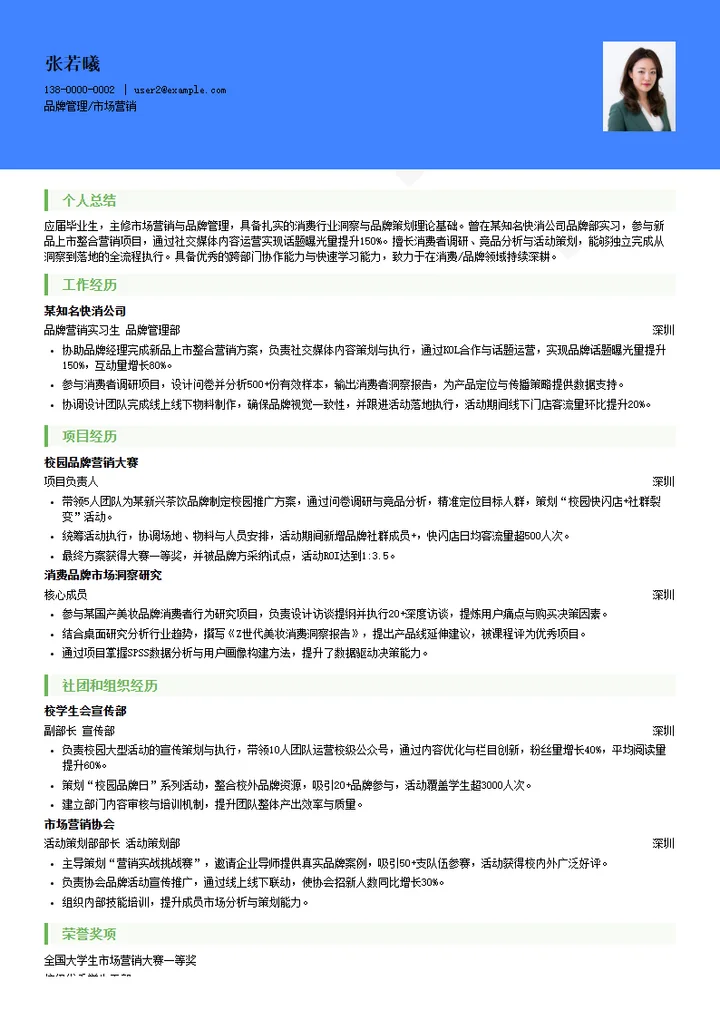 张若曦
138-0000-0002 | user2@example.com
品牌管理/市场营销
个人总结
应届毕业生，主修市场营销与品牌管理，具备扎实的消费行业洞察与品牌策划理论基础。曾在某知名快消公司品牌部实习，参与新
品上市整合营销项目，通过社交媒体内容运营实现话题曝光量提升150%。擅长消费者调研、竞品分析与活动策划，能够独立完成从
洞察到落地的全流程执行。具备优秀的跨部门协作能力与快速学习能力，致力于在消费/品牌领域持续深耕。
工作经历
某知名快消公司
品牌营销实习生 品牌管理部 深圳
• 协助品牌经理完成新品上市整合营销方案，负责社交媒体内容策划与执行，通过KOL合作与话题运营，实现品牌话题曝光量提升
150%，互动量增长80%。
• 参与消费者调研项目，设计问卷并分析500+份有效样本，输出消费者洞察报告，为产品定位与传播策略提供数据支持。
• 协调设计团队完成线上线下物料制作，确保品牌视觉一致性，并跟进活动落地执行，活动期间线下门店客流量环比提升20%。
项目经历
校园品牌营销大赛
项目负责人 深圳
• 带领5人团队为某新兴茶饮品牌制定校园推广方案，通过问卷调研与竞品分析，精准定位目标人群，策划“校园快闪店+社群裂
变”活动。
• 统筹活动执行，协调场地、物料与人员安排，活动期间新增品牌社群成员+，快闪店日均客流量超500人次。
• 最终方案获得大赛一等奖，并被品牌方采纳试点，活动ROI达到1:3.5。
消费品牌市场洞察研究
核心成员 深圳
• 参与某国产美妆品牌消费者行为研究项目，负责设计访谈提纲并执行20+深度访谈，提炼用户痛点与购买决策因素。
• 结合桌面研究分析行业趋势，撰写《Z世代美妆消费洞察报告》，提出产品线延伸建议，被课程评为优秀项目。
• 通过项目掌握SPSS数据分析与用户画像构建方法，提升了数据驱动决策能力。
社团和组织经历
校学生会宣传部
副部长 宣传部 深圳
• 负责校园大型活动的宣传策划与执行，带领10人团队运营校级公众号，通过内容优化与栏目创新，粉丝量增长40%，平均阅读量
提升60%。
• 策划“校园品牌日”系列活动，整合校外品牌资源，吸引20+品牌参与，活动覆盖学生超3000人次。
• 建立部门内容审核与培训机制，提升团队整体产出效率与质量。
市场营销协会
活动策划部部长 活动策划部 深圳
• 主导策划“营销实战挑战赛”，邀请企业导师提供真实品牌案例，吸引50+支队伍参赛，活动获得校内外广泛好评。
• 负责协会品牌活动宣传推广，通过线上线下联动，使协会招新人数同比增长30%。
• 组织内部技能培训，提升成员市场分析与策划能力。
荣誉奖项
全国大学生市场营销大赛一等奖